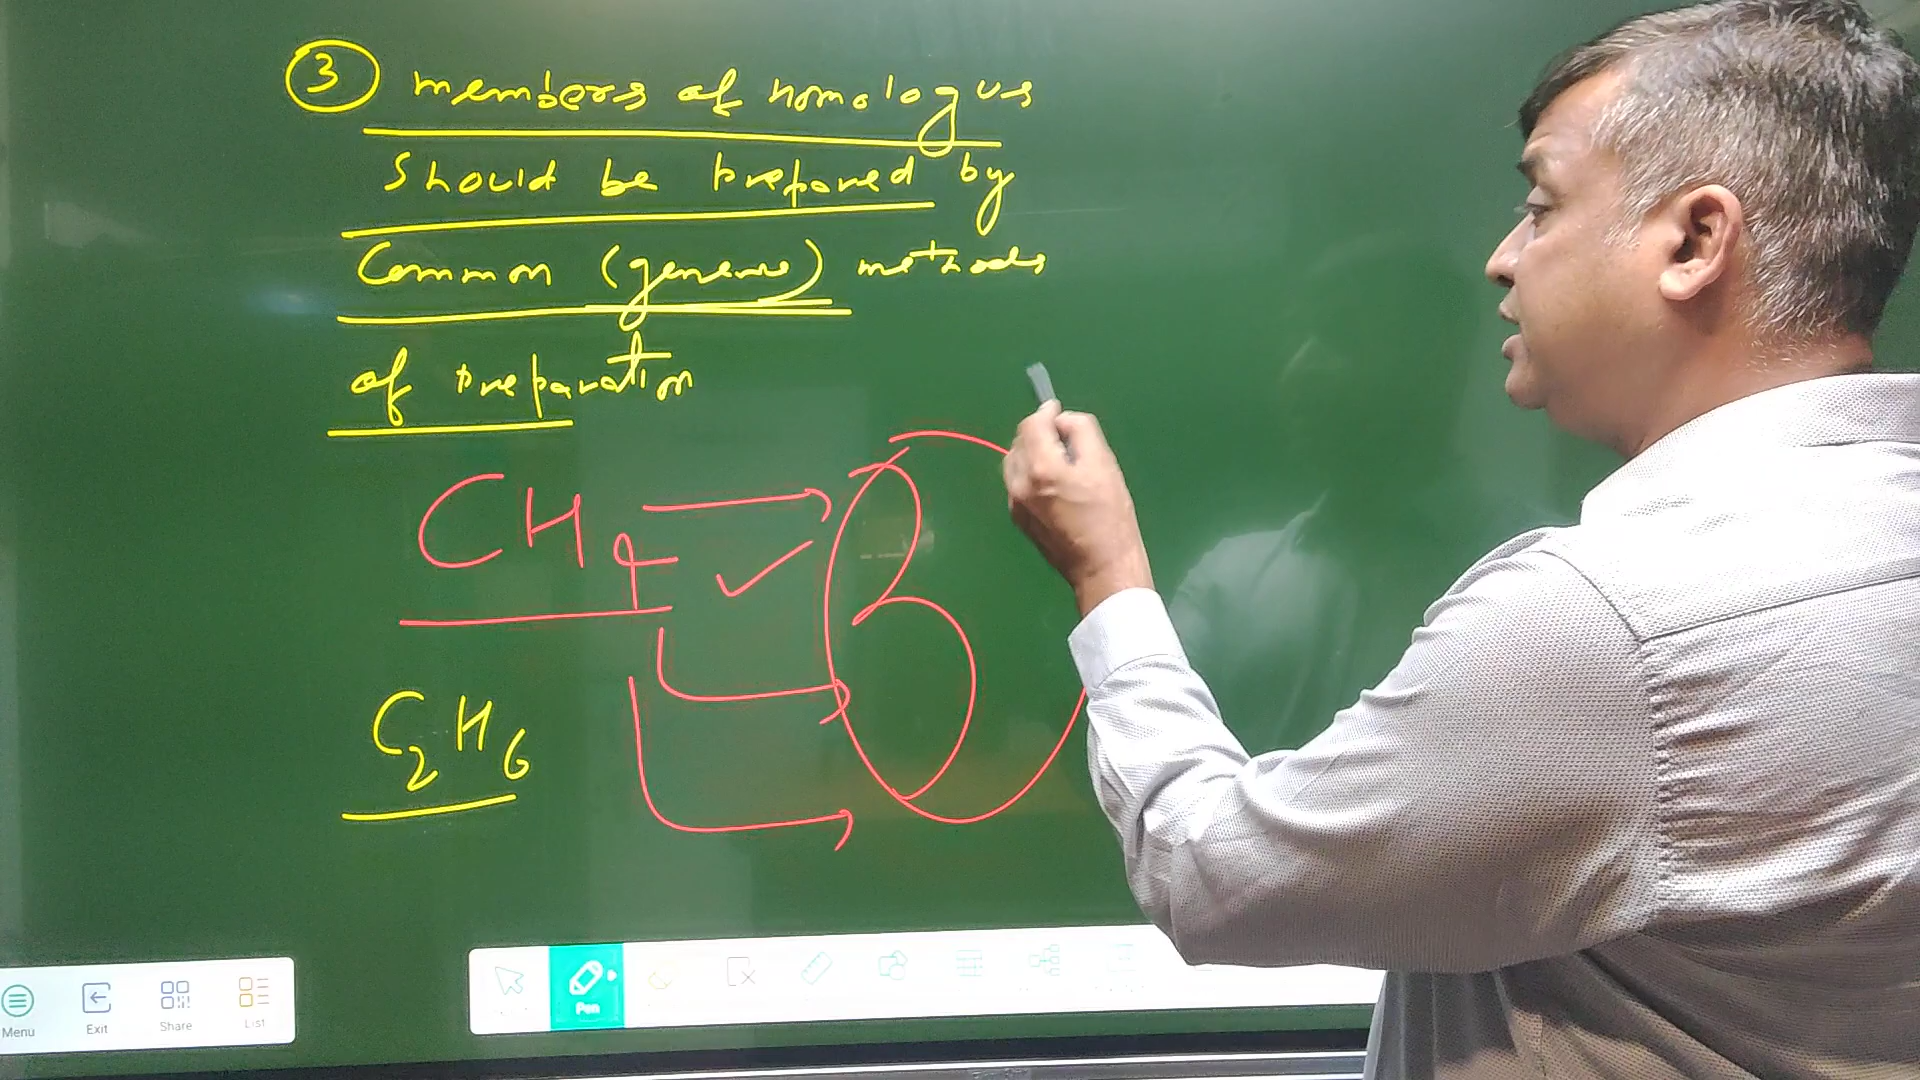 3 members of homologus
should be prepared by
Common (general) methods
of preparation
CH4
C2H6
Menu Exit Share List
Pen